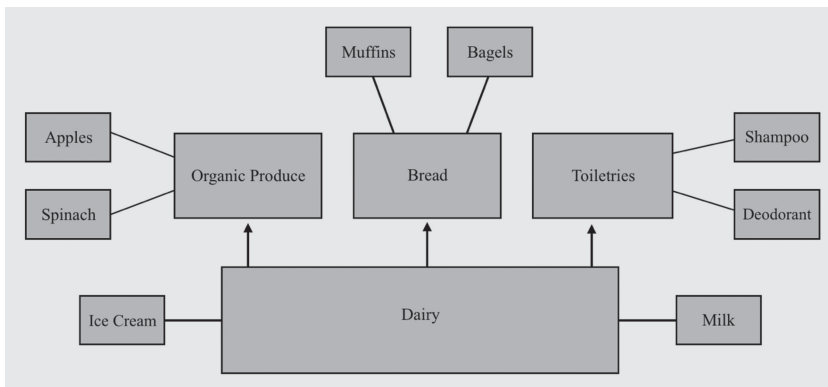 Muffins
Bagels
Apples
Shampoo
Organic Produce
Bread
Toiletries
Spinach
Deodorant
Dairy
Ice Cream
Milk